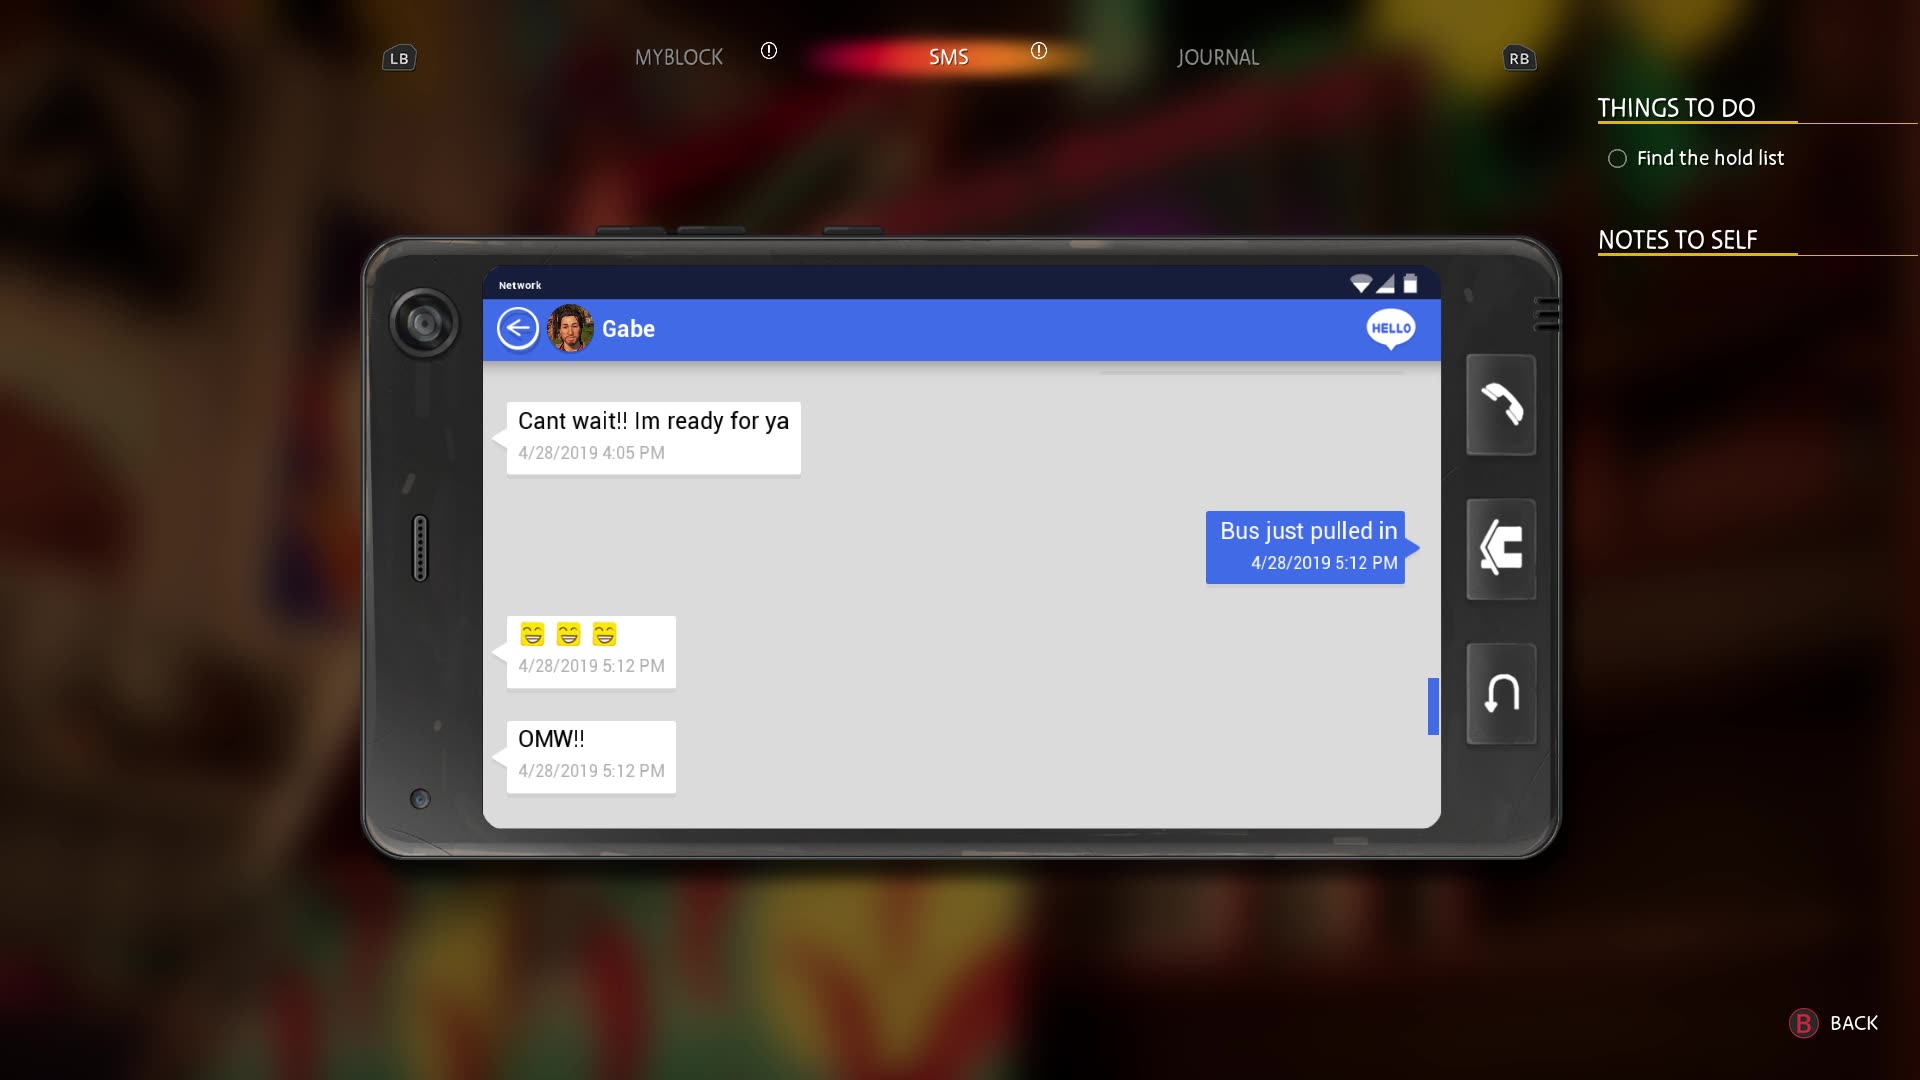 LB
MYBLOCK
SMS
JOURNAL
RB
THINGS TO DO
Find the hold list
NOTES TO SELF
Network
Gabe
HELLO
Cant wait!! Im ready for ya
4/28/2019 4:05 PM
Bus just pulled in
4/28/2019 5:12 PM
4/28/2019 5:12 PM
OMW!!
4/28/2019 5:12 PM
B BACK